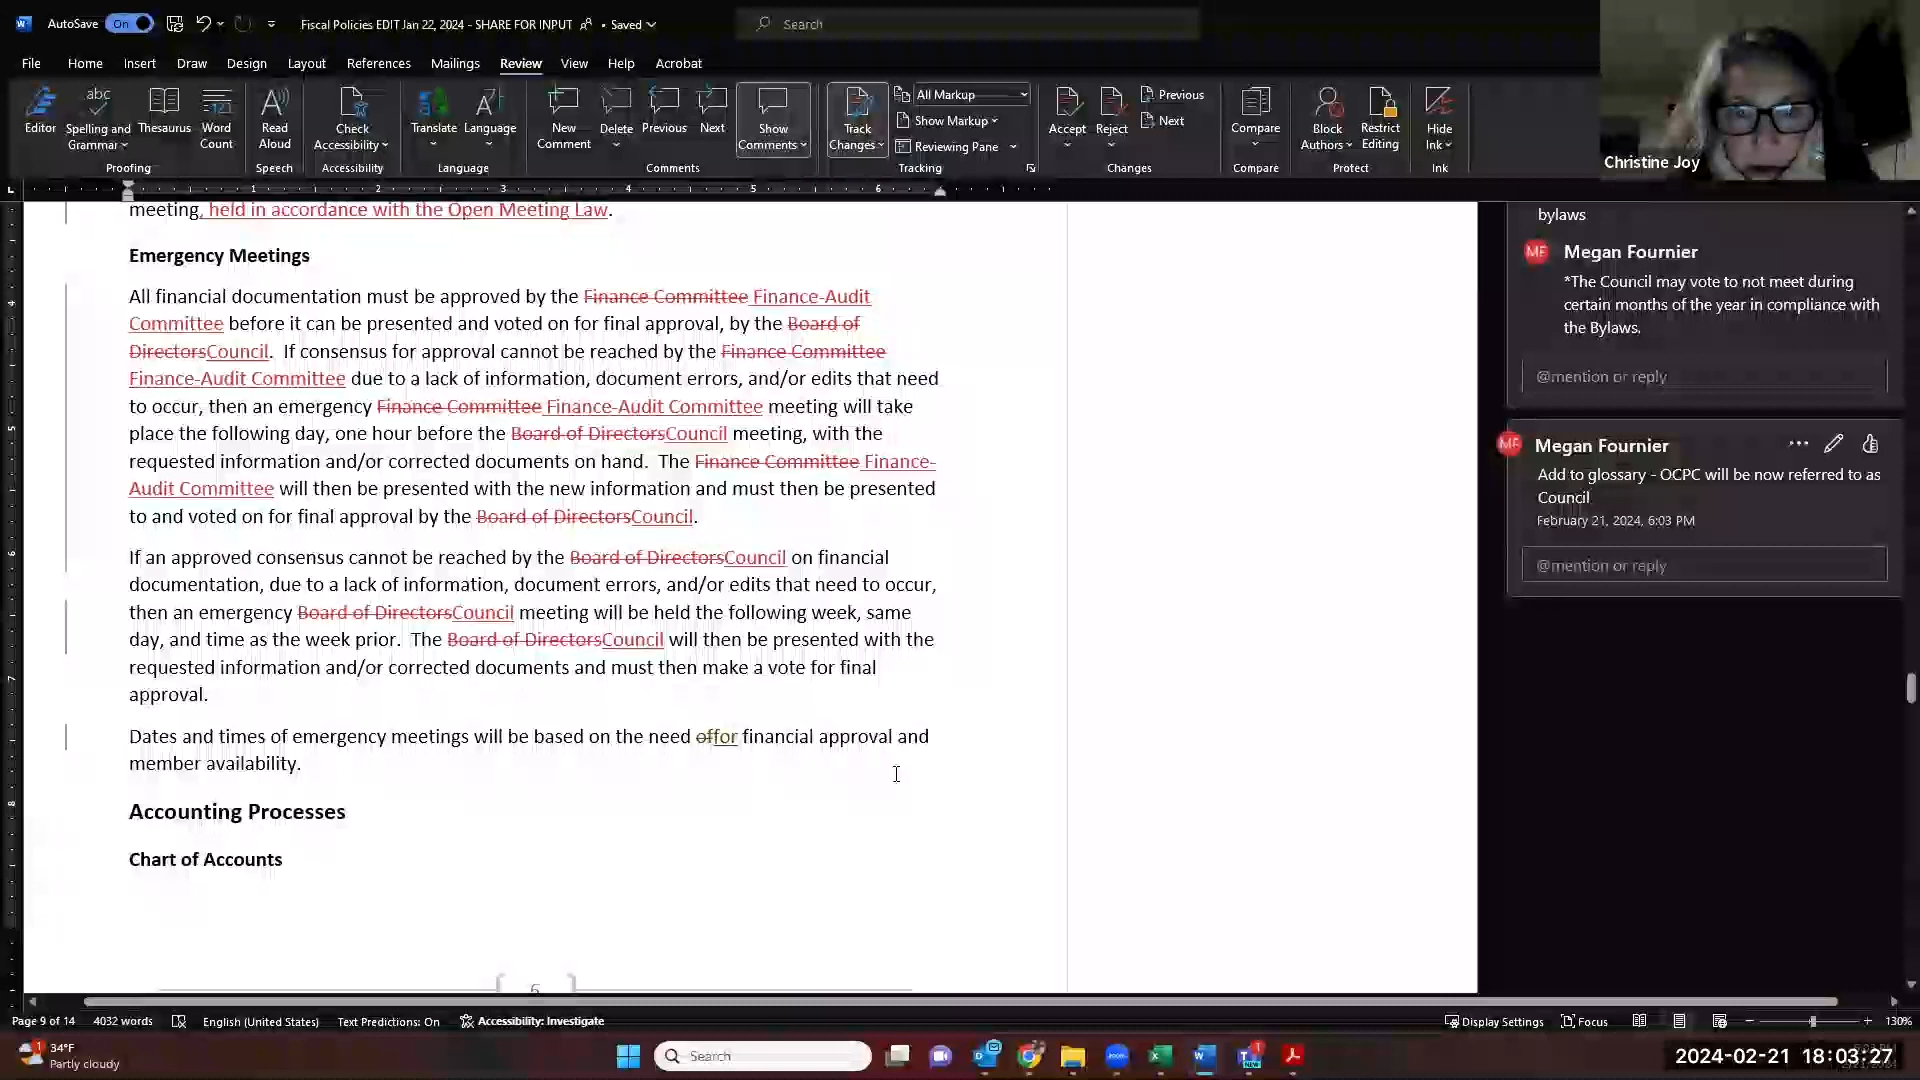 AutoSave On Fiscal Policies EDIT Jan 22, 2024 - SHARE FOR INPUT • Saved Search
File Home Insert Draw Design Layout References Mailings Review View Help Acrobat
Editor
Spelling and Grammar
Thesaurus
Word Count
Proofing
Read Aloud
Speech
Check Accessibility
Accessibility
Translate
Language
Language
New Comment
Delete
Previous
Next
Show Comments
Comments
Track Changes
All Markup
Show Markup
Reviewing Pane
Tracking
Accept
Reject
Previous
Next
Changes
Compare
Compare
Block Authors
Restrict Editing
Protect
Hide Ink
Ink
Christine Joy
1 2 3 4 5 6
meeting, held in accordance with the Open Meeting Law.
Emergency Meetings
All financial documentation must be approved by the Finance Committee Finance-Audit
Committee before it can be presented and voted on for final approval, by the Board of
DirectorsCouncil. If consensus for approval cannot be reached by the Finance Committee
Finance-Audit Committee due to a lack of information, document errors, and/or edits that need
to occur, then an emergency Finance Committee Finance-Audit Committee meeting will take
place the following day, one hour before the Board of DirectorsCouncil meeting, with the
requested information and/or corrected documents on hand. The Finance Committee Finance-
Audit Committee will then be presented with the new information and must then be presented
to and voted on for final approval by the Board of DirectorsCouncil.
If an approved consensus cannot be reached by the Board of DirectorsCouncil on financial
documentation, due to a lack of information, document errors, and/or edits that need to occur,
then an emergency Board of DirectorsCouncil meeting will be held the following week, same
day, and time as the week prior. The Board of DirectorsCouncil will then be presented with the
requested information and/or corrected documents and must then make a vote for final
approval.
Dates and times of emergency meetings will be based on the need offor financial approval and
member availability.
Accounting Processes
Chart of Accounts
6
bylaws
MF Megan Fournier
*The Council may vote to not meet during
certain months of the year in compliance with
the Bylaws.
@mention or reply
MF Megan Fournier
Add to glossary - OCPC will be now referred to as
Council
February 21, 2024, 6:03 PM
@mention or reply
Page 9 of 14 4032 words English (United States) Text Predictions: On Accessibility: Investigate Display Settings Focus 130%
34°F
Partly cloudy
Search
2024-02-21 18:03:27